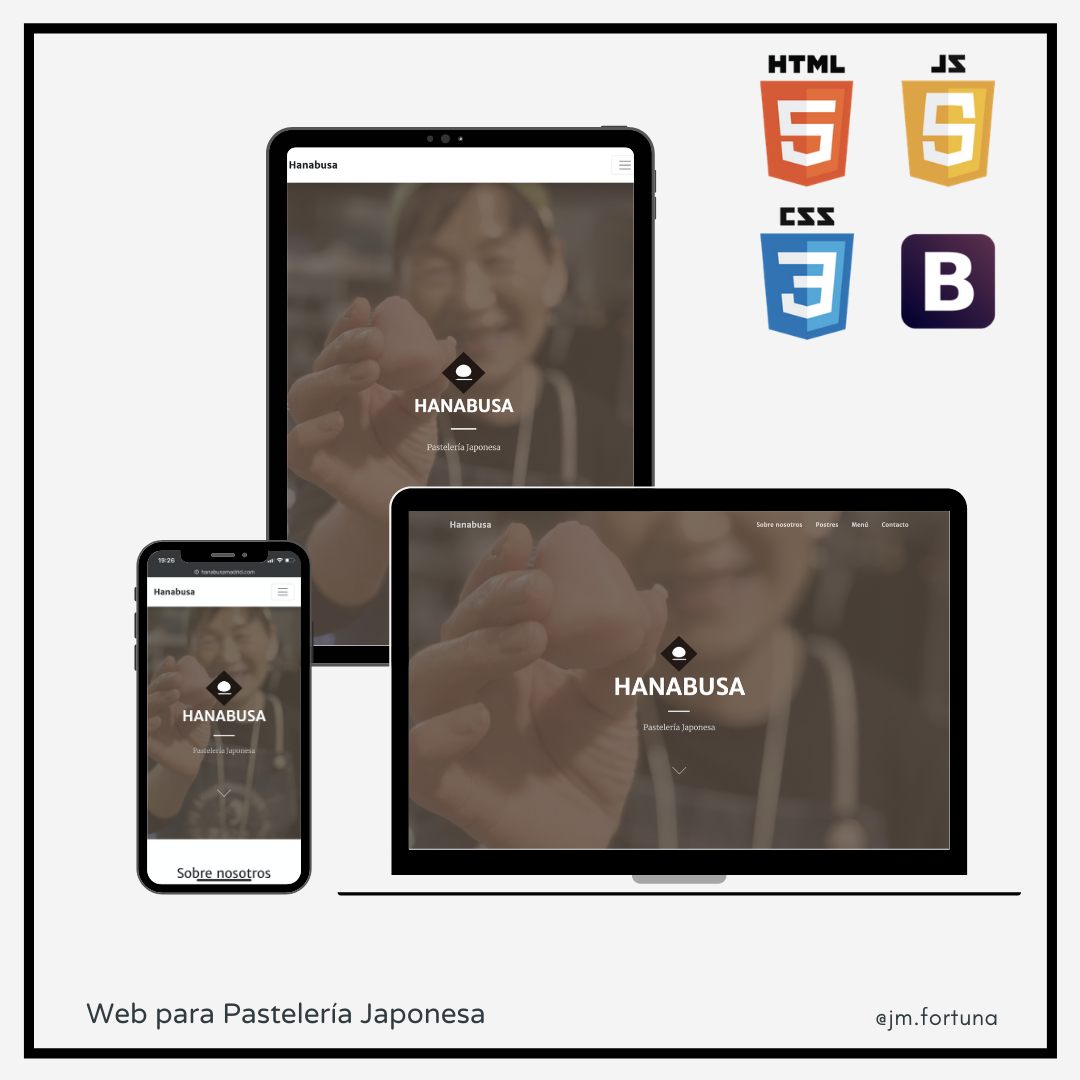 HTML
5
JS
5
CSS
3
B
Hanabusa
HANABUSA
Pastelería Japonesa
Hanabusa
Sobre nosotros Postres Menú Contacto
HANABUSA
Pastelería Japonesa
19:26
hanabusamadrid.com
Hanabusa
HANABUSA
Pastelería Japonesa
Sobre nosotros
Web para Pastelería Japonesa
@jm.fortuna